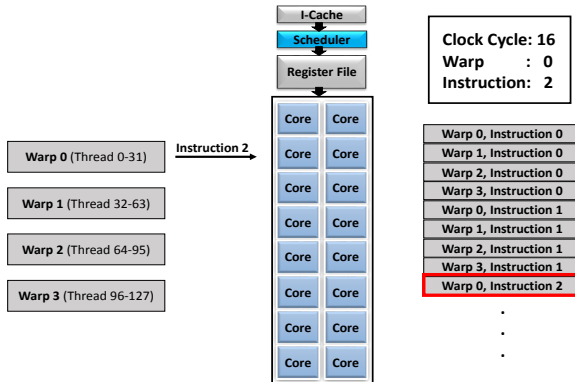 I-Cache
Scheduler
Register File
Clock Cycle: 16
Warp : 0
Instruction: 2
Warp 0 (Thread 0-31)
Instruction 2
Warp 1 (Thread 32-63)
Warp 2 (Thread 64-95)
Warp 3 (Thread 96-127)
Core Core
Core Core
Core Core
Core Core
Core Core
Core Core
Core Core
Core Core
Warp 0, Instruction 0
Warp 1, Instruction 0
Warp 2, Instruction 0
Warp 3, Instruction 0
Warp 0, Instruction 1
Warp 1, Instruction 1
Warp 2, Instruction 1
Warp 3, Instruction 1
Warp 0, Instruction 2
.
.
.